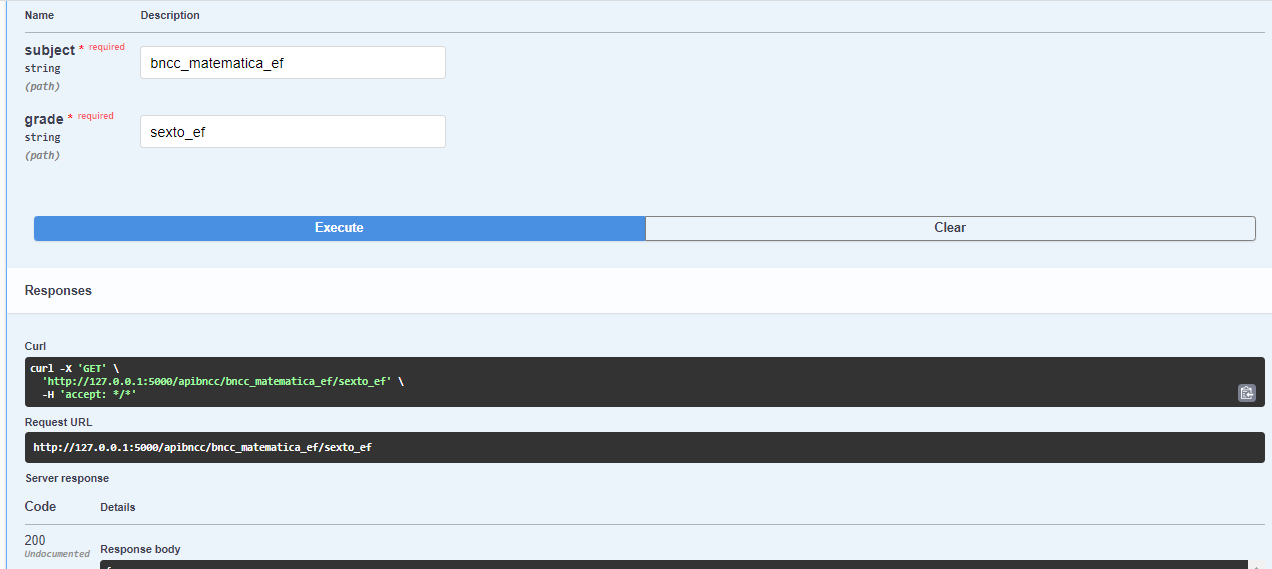 Name Description
subject * required
string
(path)
bncc_matematica_ef
grade * required
string
(path)
sexto_ef
Execute Clear
Responses
Curl
curl -X 'GET' \
'http://127.0.0.1:5000/apibncc/bncc_matematica_ef/sexto_ef' \
-H 'accept: */*'
Request URL
http://127.0.0.1:5000/apibncc/bncc_matematica_ef/sexto_ef
Server response
Code Details
200
Undocumented
Response body